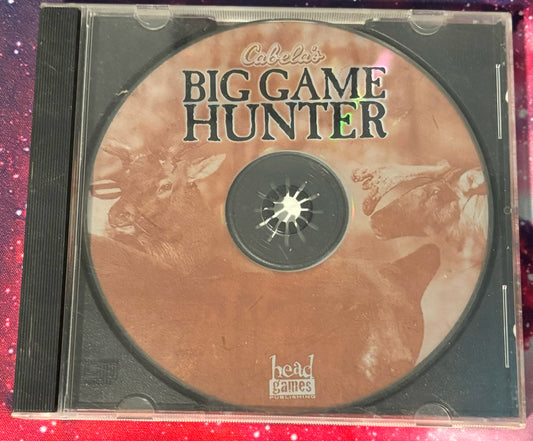 Cabela's
BIG GAME
HUNTER
head
games
PUBLISHING